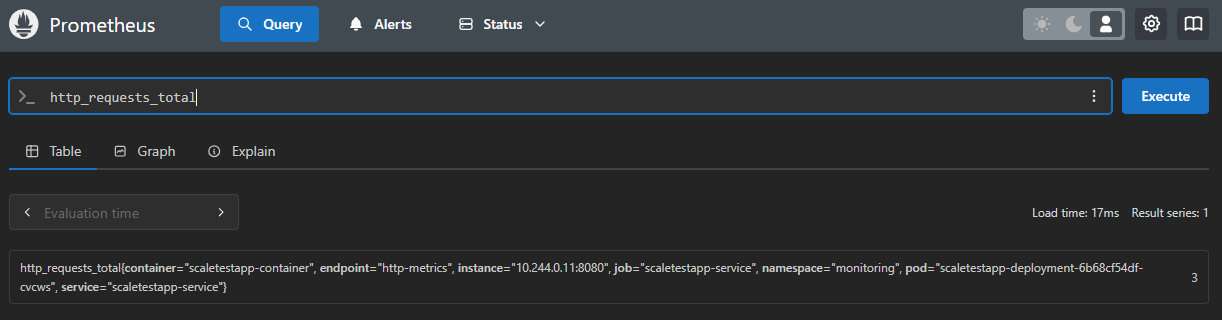 Prometheus Query Alerts Status
http_requests_total Execute
Table Graph Explain
Evaluation time Load time: 17ms Result series: 1
http_requests_total{container="scaletestapp-container", endpoint="http-metrics", instance="10.244.0.11:8080", job="scaletestapp-service", namespace="monitoring", pod="scaletestapp-deployment-6b68cf54df-
cvcws", service="scaletestapp-service"} 3